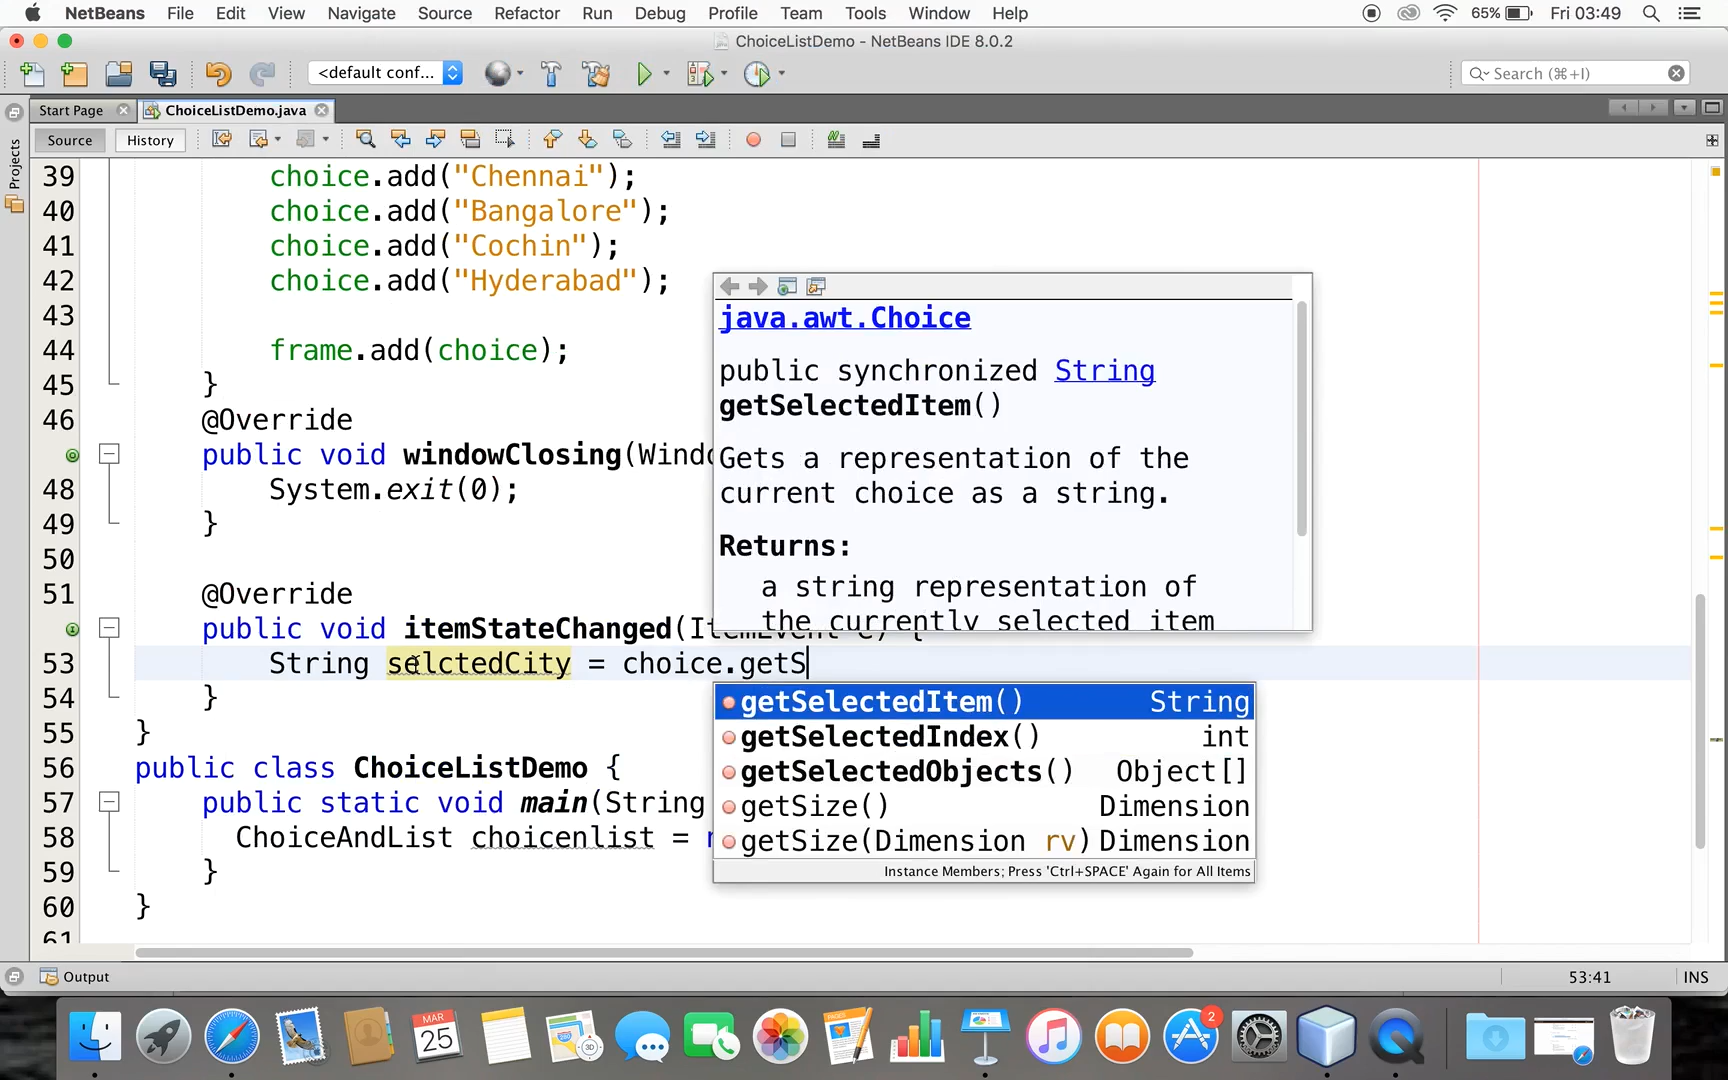 NetBeans File Edit View Navigate Source Refactor Run Debug Profile Team Tools Window Help 65% Fri 03:49
ChoiceListDemo - NetBeans IDE 8.0.2
<default conf... Search (⌘+I)
Start Page ChoiceListDemo.java
Source History
Projects
39 choice.add("Chennai");
40 choice.add("Bangalore");
41 choice.add("Cochin");
42 choice.add("Hyderabad");
43
44 frame.add(choice);
45 }
46 @Override
public void windowClosing(Windo
48 System.exit(0);
49 }
50
51 @Override
public void itemStateChanged(ItemEvent e) {
53 String selctedCity = choice.getS
54 }
55 }
56 public class ChoiceListDemo {
57 public static void main(String
58 ChoiceAndList choicenlist = n
59 }
60 }
61
java.awt.Choice
public synchronized String
getSelectedItem()
Gets a representation of the
current choice as a string.
Returns:
a string representation of
the currently selected item
getSelectedItem() String
getSelectedIndex() int
getSelectedObjects() Object[]
getSize() Dimension
getSize(Dimension rv) Dimension
Instance Members; Press 'Ctrl+SPACE' Again for All Items
Output 53:41 INS
MAR
25
3D
2